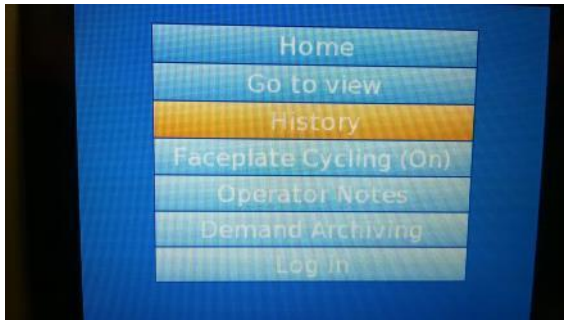 Home
Go to view
History
Faceplate Cycling (On)
Operator Notes
Demand Archiving
Log In